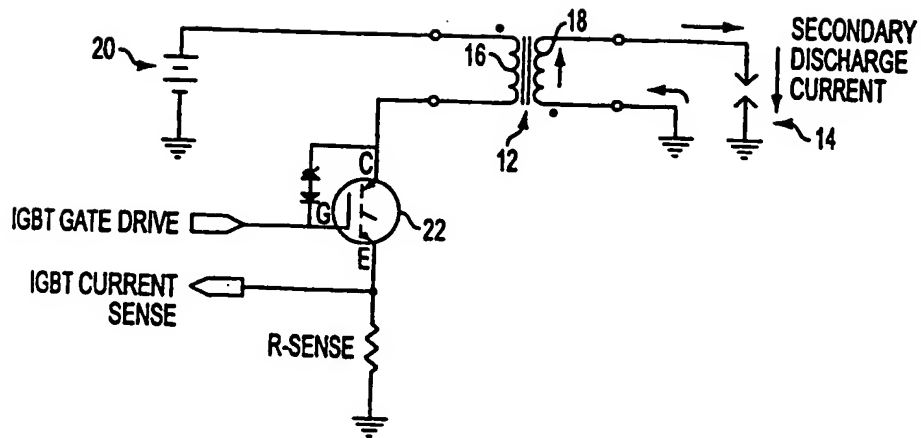 20
16
18
SECONDARY
DISCHARGE
CURRENT
12
14
C
G
22
IGBT GATE DRIVE
E
IGBT CURRENT
SENSE
R-SENSE